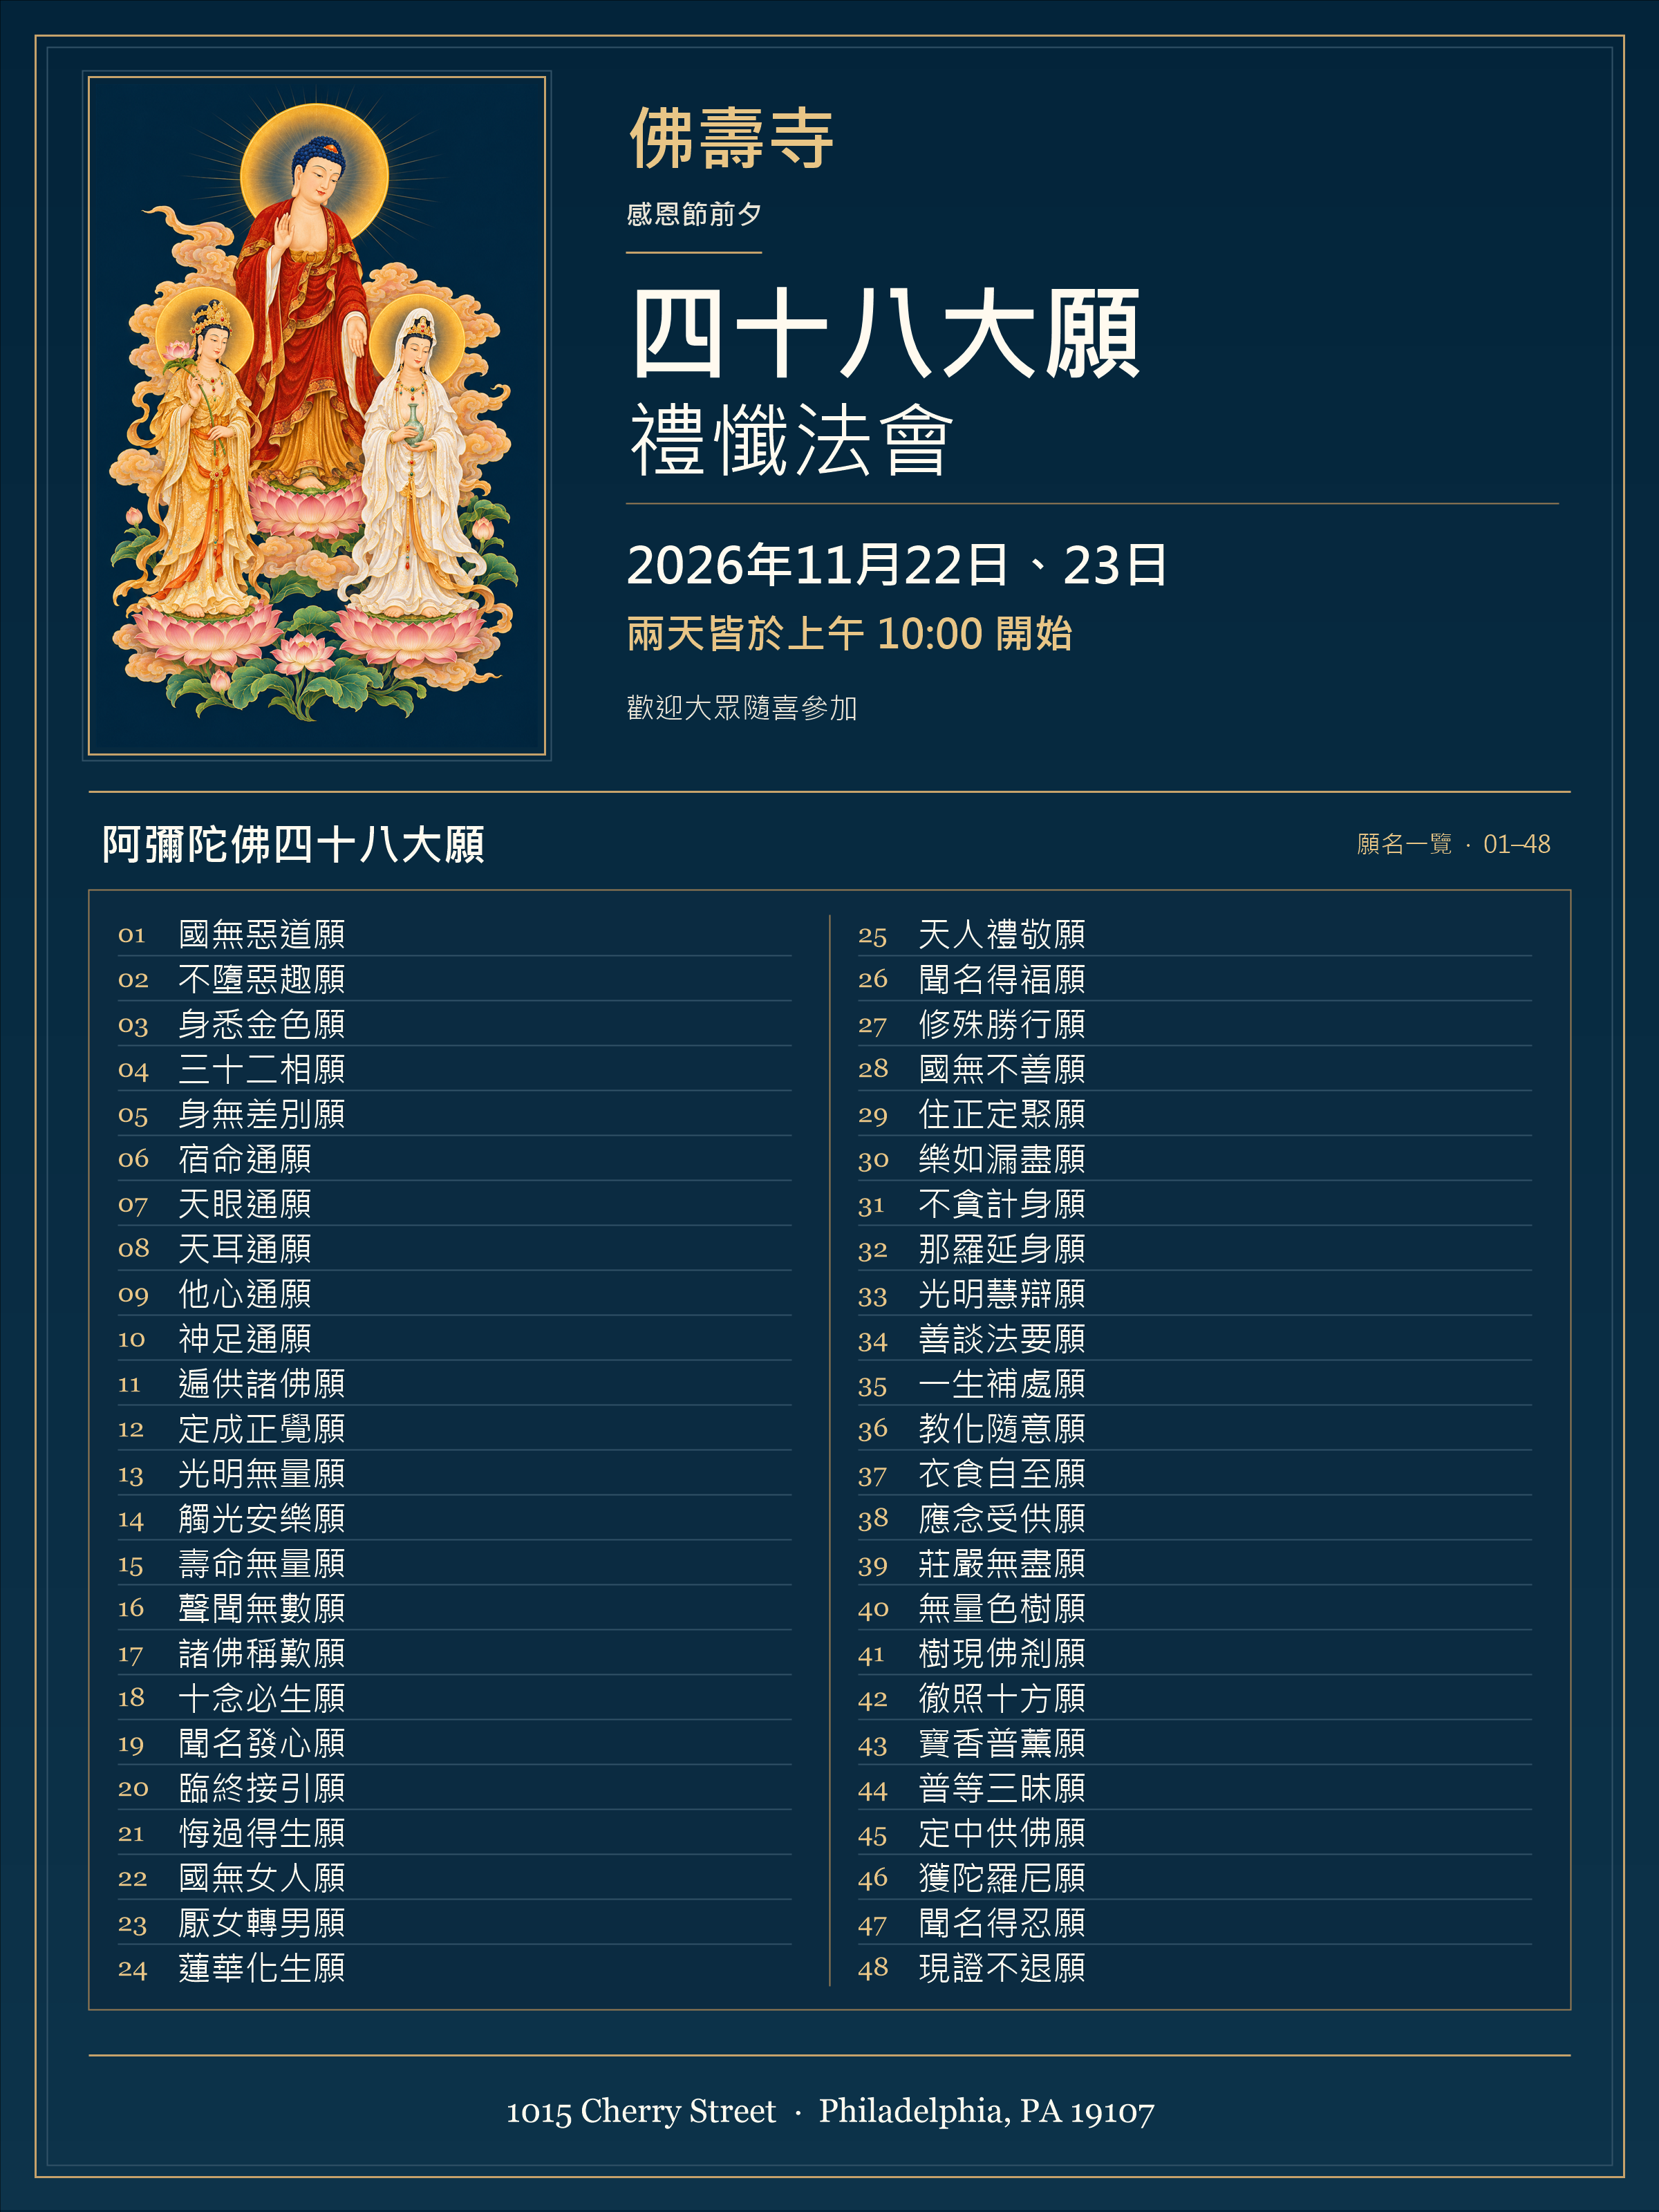 佛壽寺
感恩節前夕
四十八大願
禮懺法會
2026年11月22日、23日
兩天皆於上午 10:00 開始
歡迎大眾隨喜參加
阿彌陀佛四十八大願
願名一覽 · 01–48
01 國無惡道願
02 不墮惡趣願
03 身悉金色願
04 三十二相願
05 身無差別願
06 宿命通願
07 天眼通願
08 天耳通願
09 他心通願
10 神足通願
11 遍供諸佛願
12 定成正覺願
13 光明無量願
14 觸光安樂願
15 壽命無量願
16 聲聞無數願
17 諸佛稱歎願
18 十念必生願
19 聞名發心願
20 臨終接引願
21 悔過得生願
22 國無女人願
23 厭女轉男願
24 蓮華化生願
25 天人禮敬願
26 聞名得福願
27 修殊勝行願
28 國無不善願
29 住正定聚願
30 樂如漏盡願
31 不貪計身願
32 那羅延身願
33 光明慧辯願
34 善談法要願
35 一生補處願
36 教化隨意願
37 衣食自至願
38 應念受供願
39 莊嚴無盡願
40 無量色樹願
41 樹現佛剎願
42 徹照十方願
43 寶香普薰願
44 普等三昧願
45 定中供佛願
46 獲陀羅尼願
47 聞名得忍願
48 現證不退願
1015 Cherry Street · Philadelphia, PA 19107